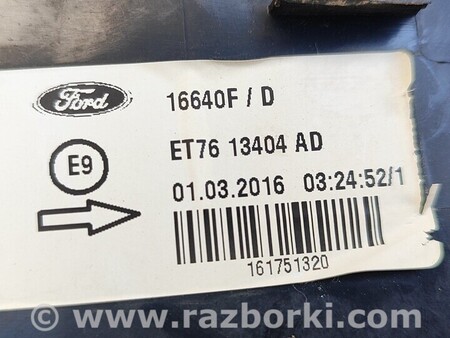 Ford
16640F / D
E9
ET76 13404 AD
01.03.2016 03:24:52/1
161751320
www.razborki.com